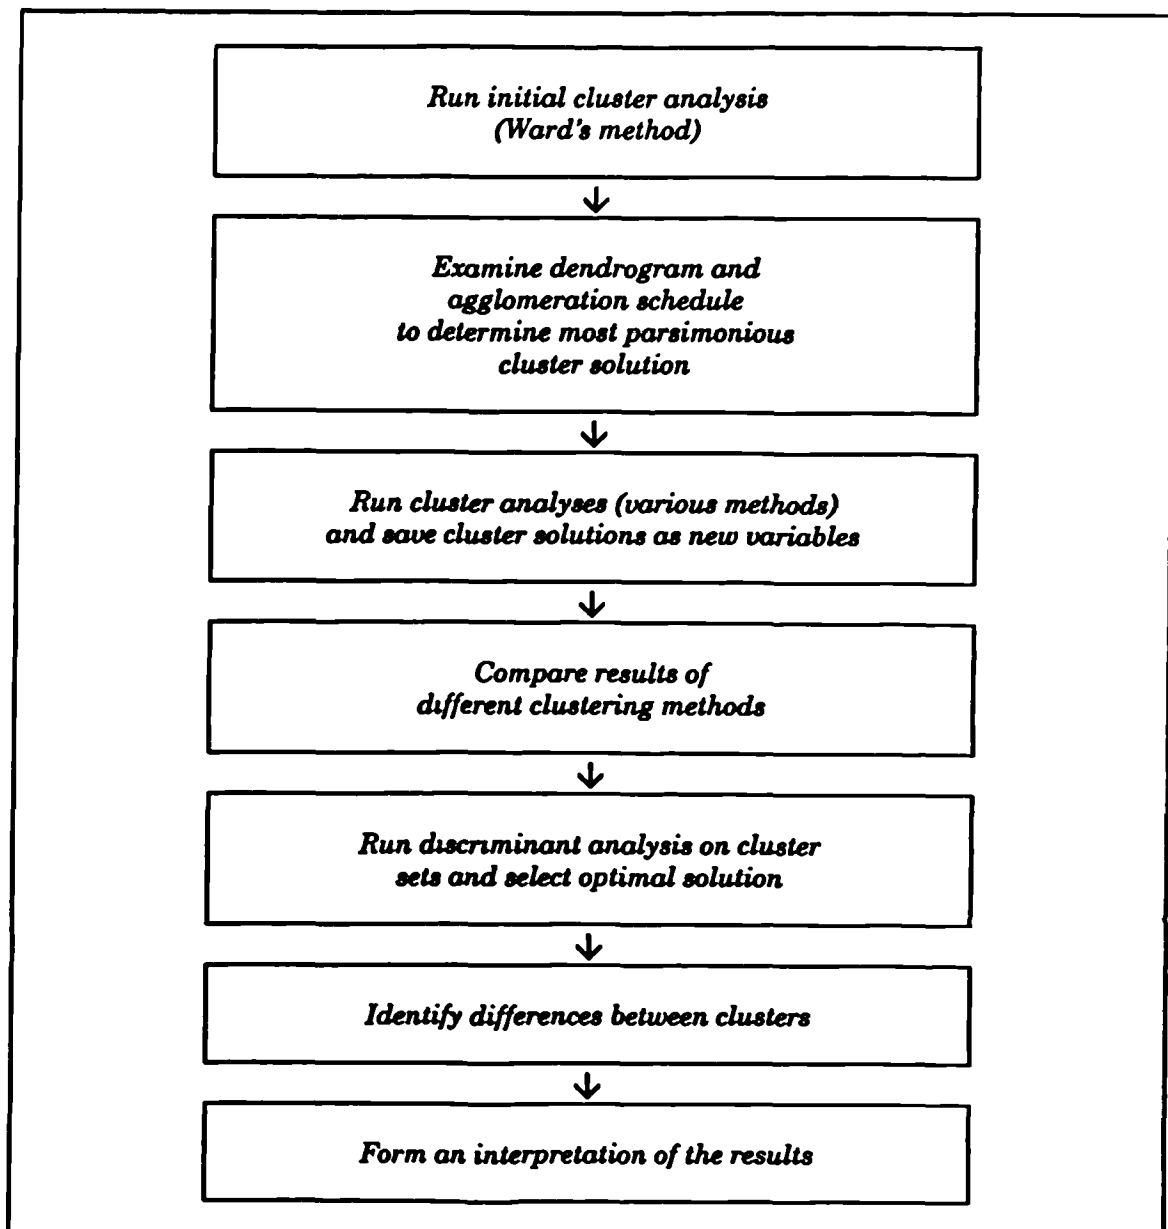 Run initial cluster analysis
(Ward's method)
Examine dendrogram and
agglomeration schedule
to determine most parsimonious
cluster solution
Run cluster analyses (various methods)
and save cluster solutions as new variables
Compare results of
different clustering methods
Run discriminant analysis on cluster
sets and select optimal solution
Identify differences between clusters
Form an interpretation of the results